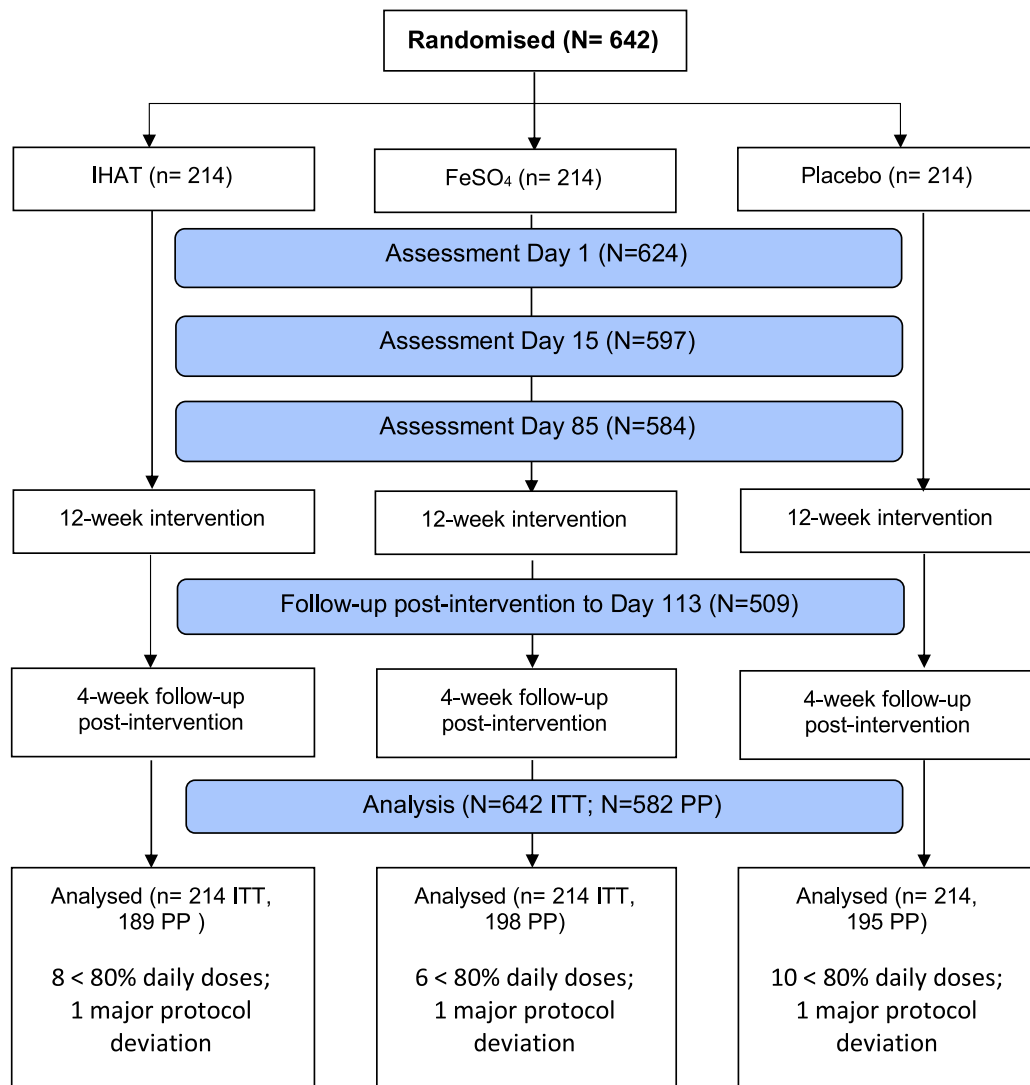 Randomised (N= 642)
IHAT (n= 214)
FeSO₄ (n= 214)
Placebo (n= 214)
Assessment Day 1 (N=624)
Assessment Day 15 (N=597)
Assessment Day 85 (N=584)
12-week intervention
12-week intervention
12-week intervention
Follow-up post-intervention to Day 113 (N=509)
4-week follow-up
post-intervention
4-week follow-up
post-intervention
4-week follow-up
post-intervention
Analysis (N=642 ITT; N=582 PP)
Analysed (n= 214 ITT,
189 PP )
8 < 80% daily doses;
1 major protocol
deviation
Analysed (n= 214 ITT,
198 PP)
6 < 80% daily doses;
1 major protocol
deviation
Analysed (n= 214,
195 PP)
10 < 80% daily doses;
1 major protocol
deviation